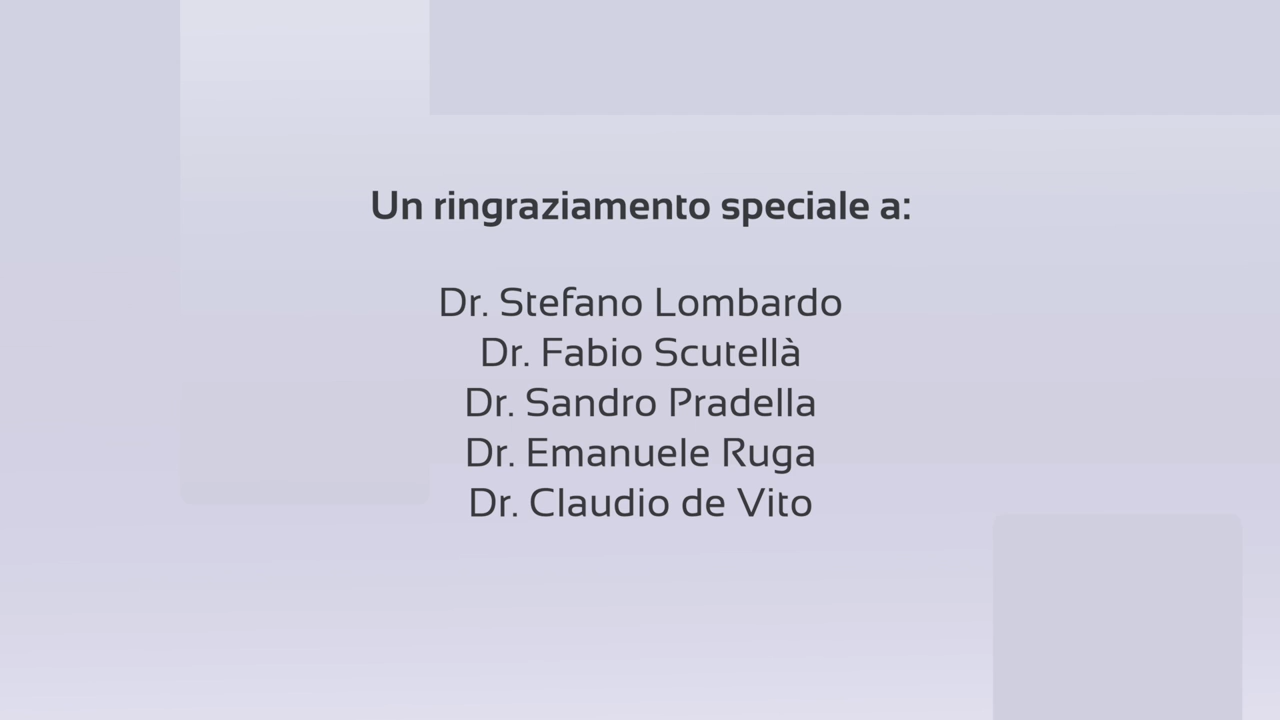 Un ringraziamento speciale a:
Dr. Stefano Lombardo
Dr. Fabio Scutellà
Dr. Sandro Pradella
Dr. Emanuele Ruga
Dr. Claudio de Vito